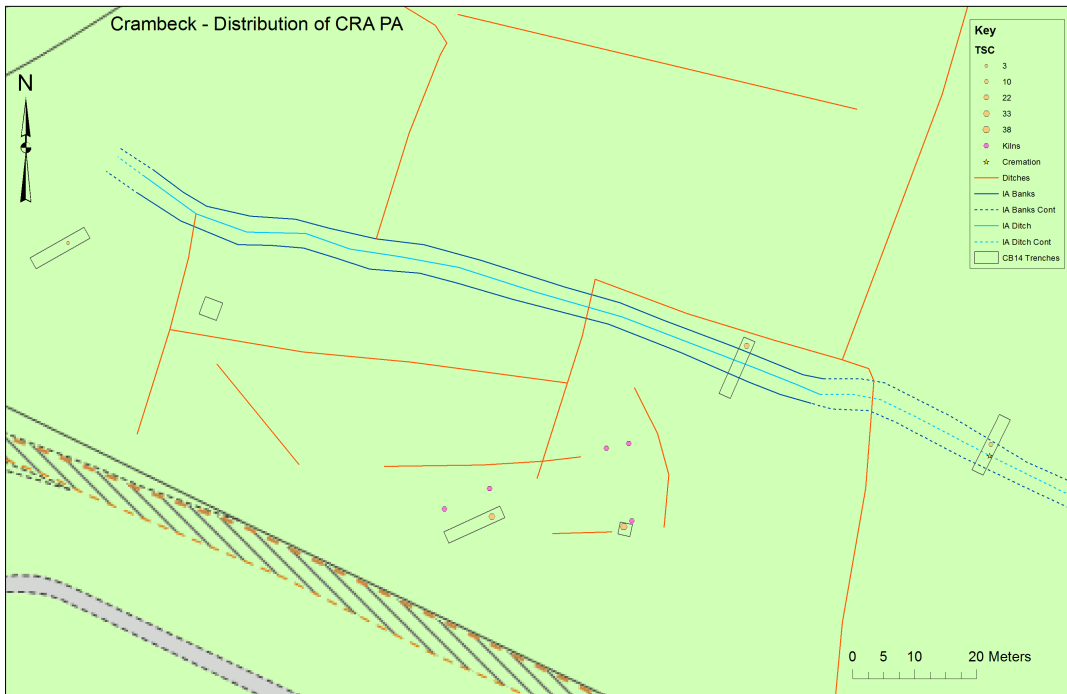 Crambeck - Distribution of CRA PA
N
Key
TSC
3
10
22
33
38
Kilns
Cremation
Ditches
IA Banks
IA Banks Cont
IA Ditch
IA Ditch Cont
CB14 Trenches
0 5 10 20 Meters